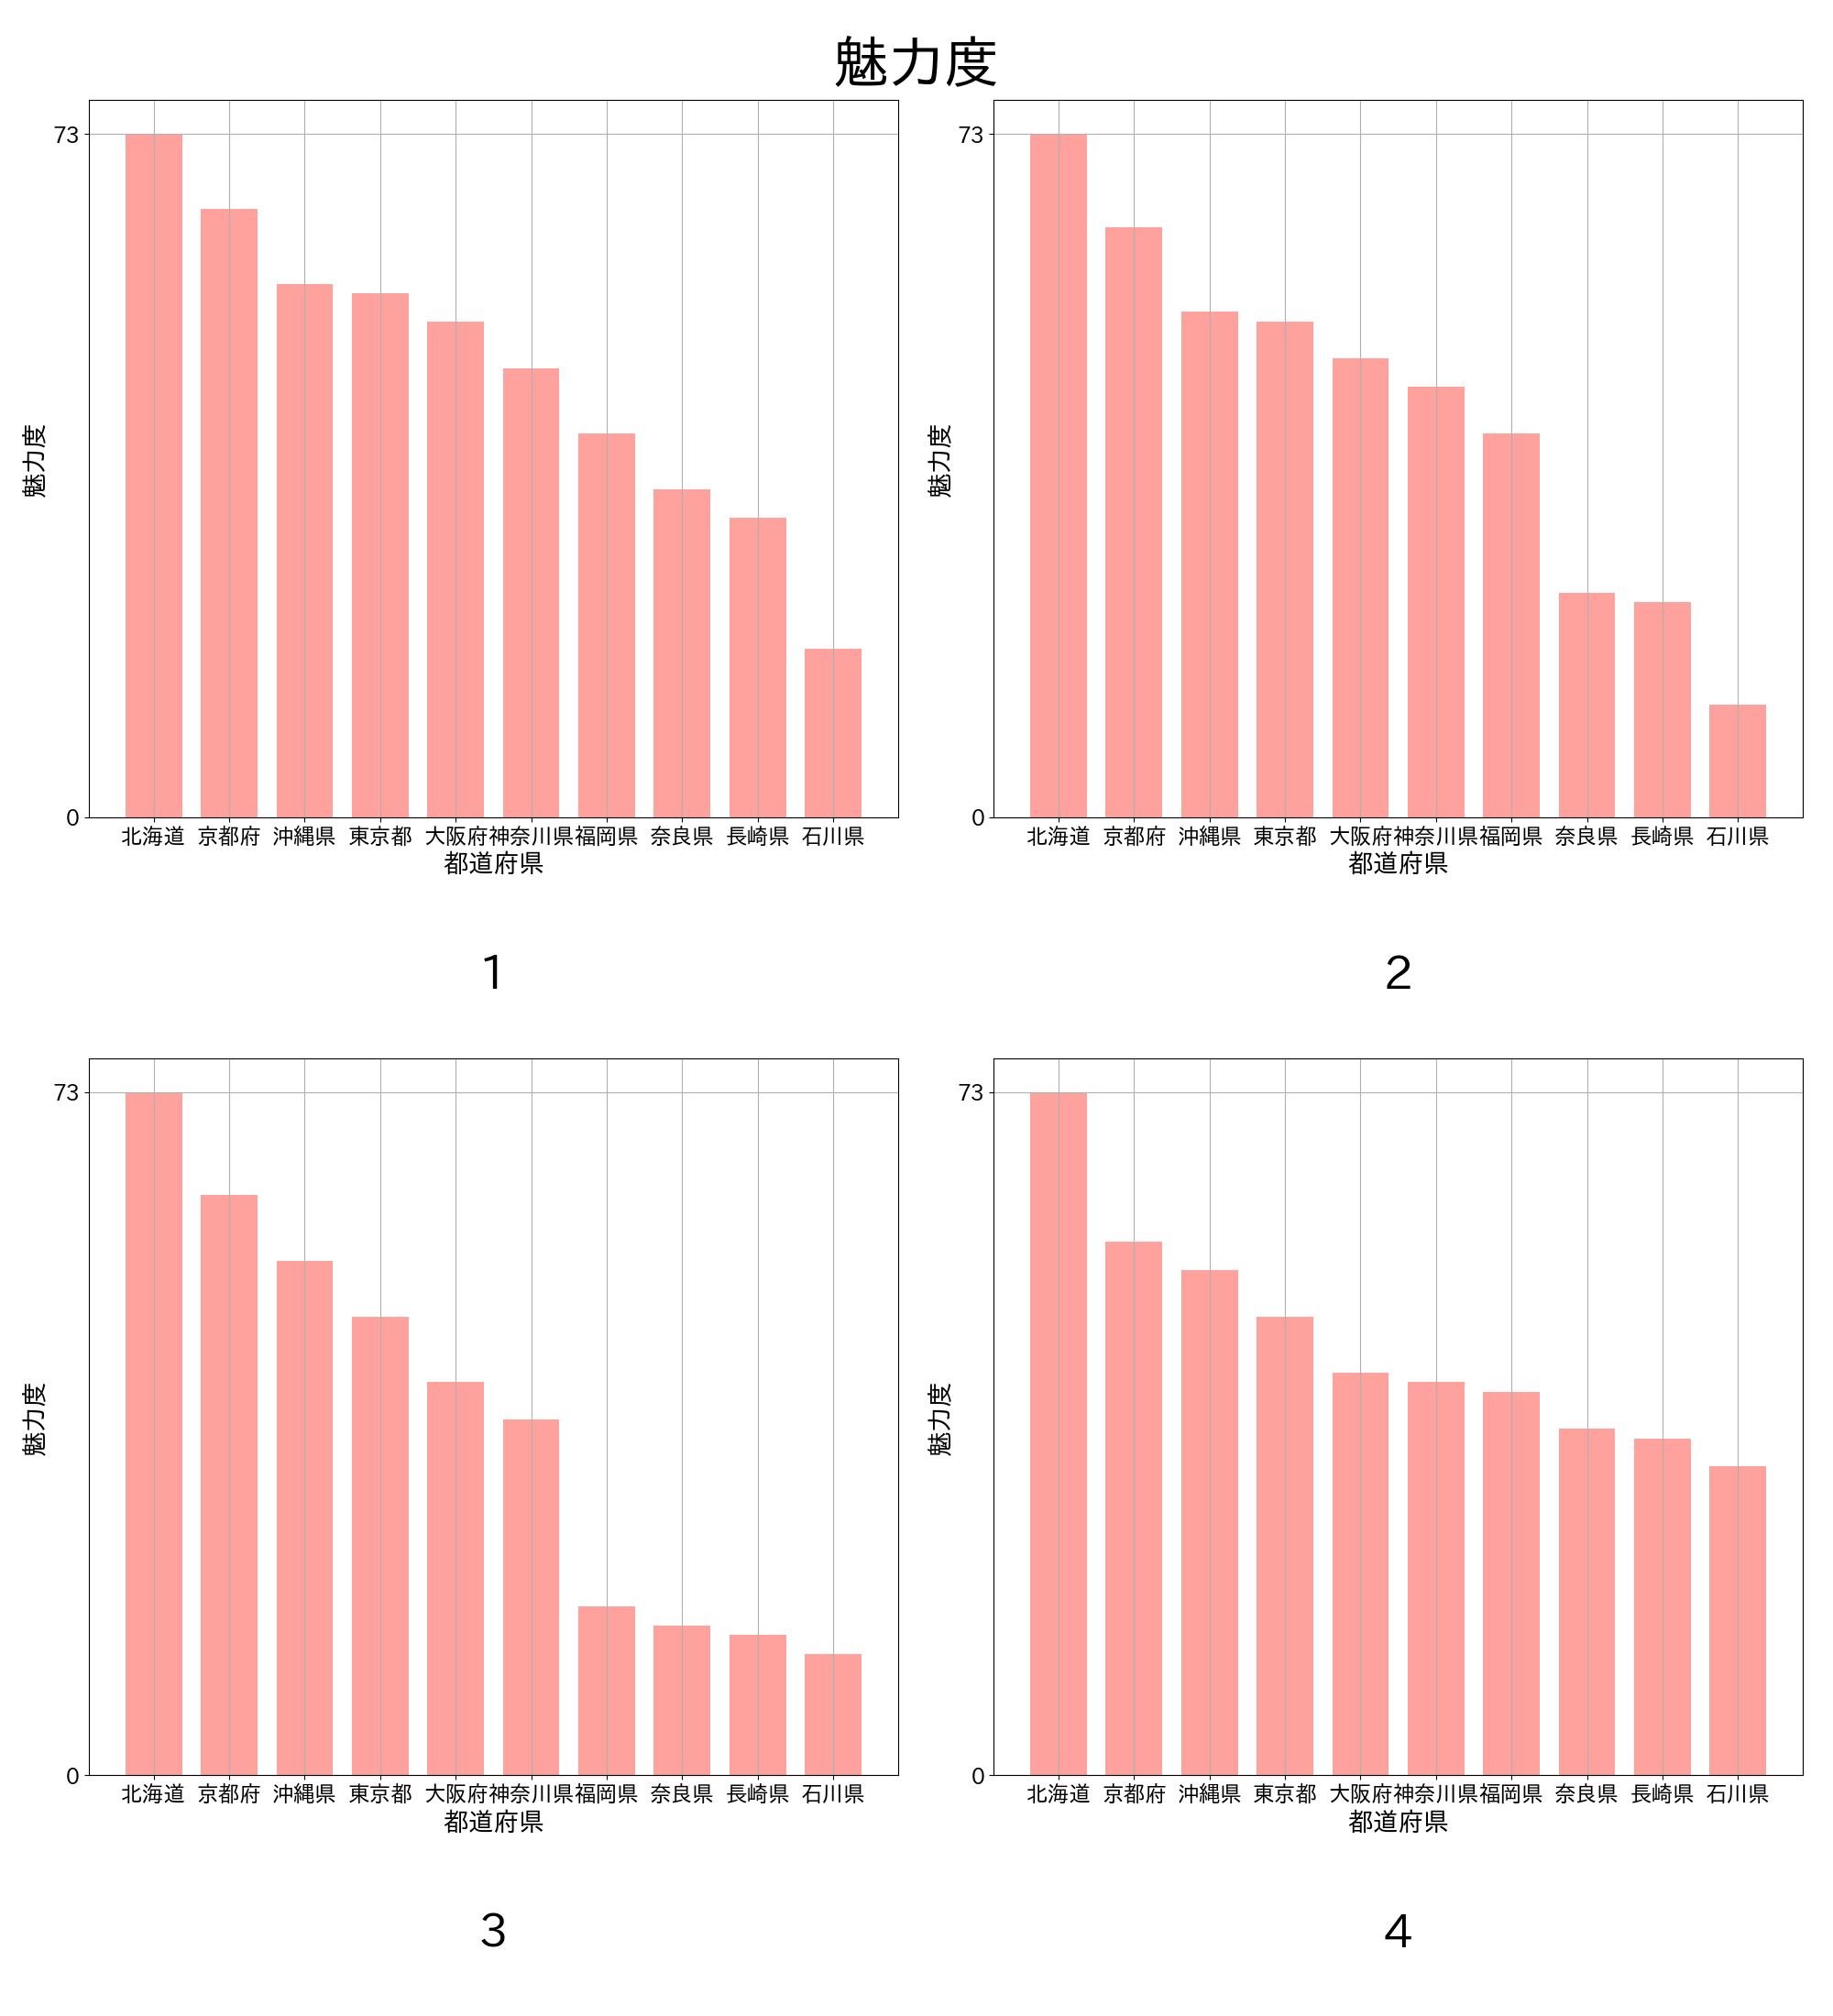 魅力度
73
0
魅力度
北海道 京都府 沖縄県 東京都 大阪府 神奈川県 福岡県 奈良県 長崎県 石川県
都道府県
1
73
0
魅力度
北海道 京都府 沖縄県 東京都 大阪府 神奈川県 福岡県 奈良県 長崎県 石川県
都道府県
2
73
0
魅力度
北海道 京都府 沖縄県 東京都 大阪府 神奈川県 福岡県 奈良県 長崎県 石川県
都道府県
3
73
0
魅力度
北海道 京都府 沖縄県 東京都 大阪府 神奈川県 福岡県 奈良県 長崎県 石川県
都道府県
4